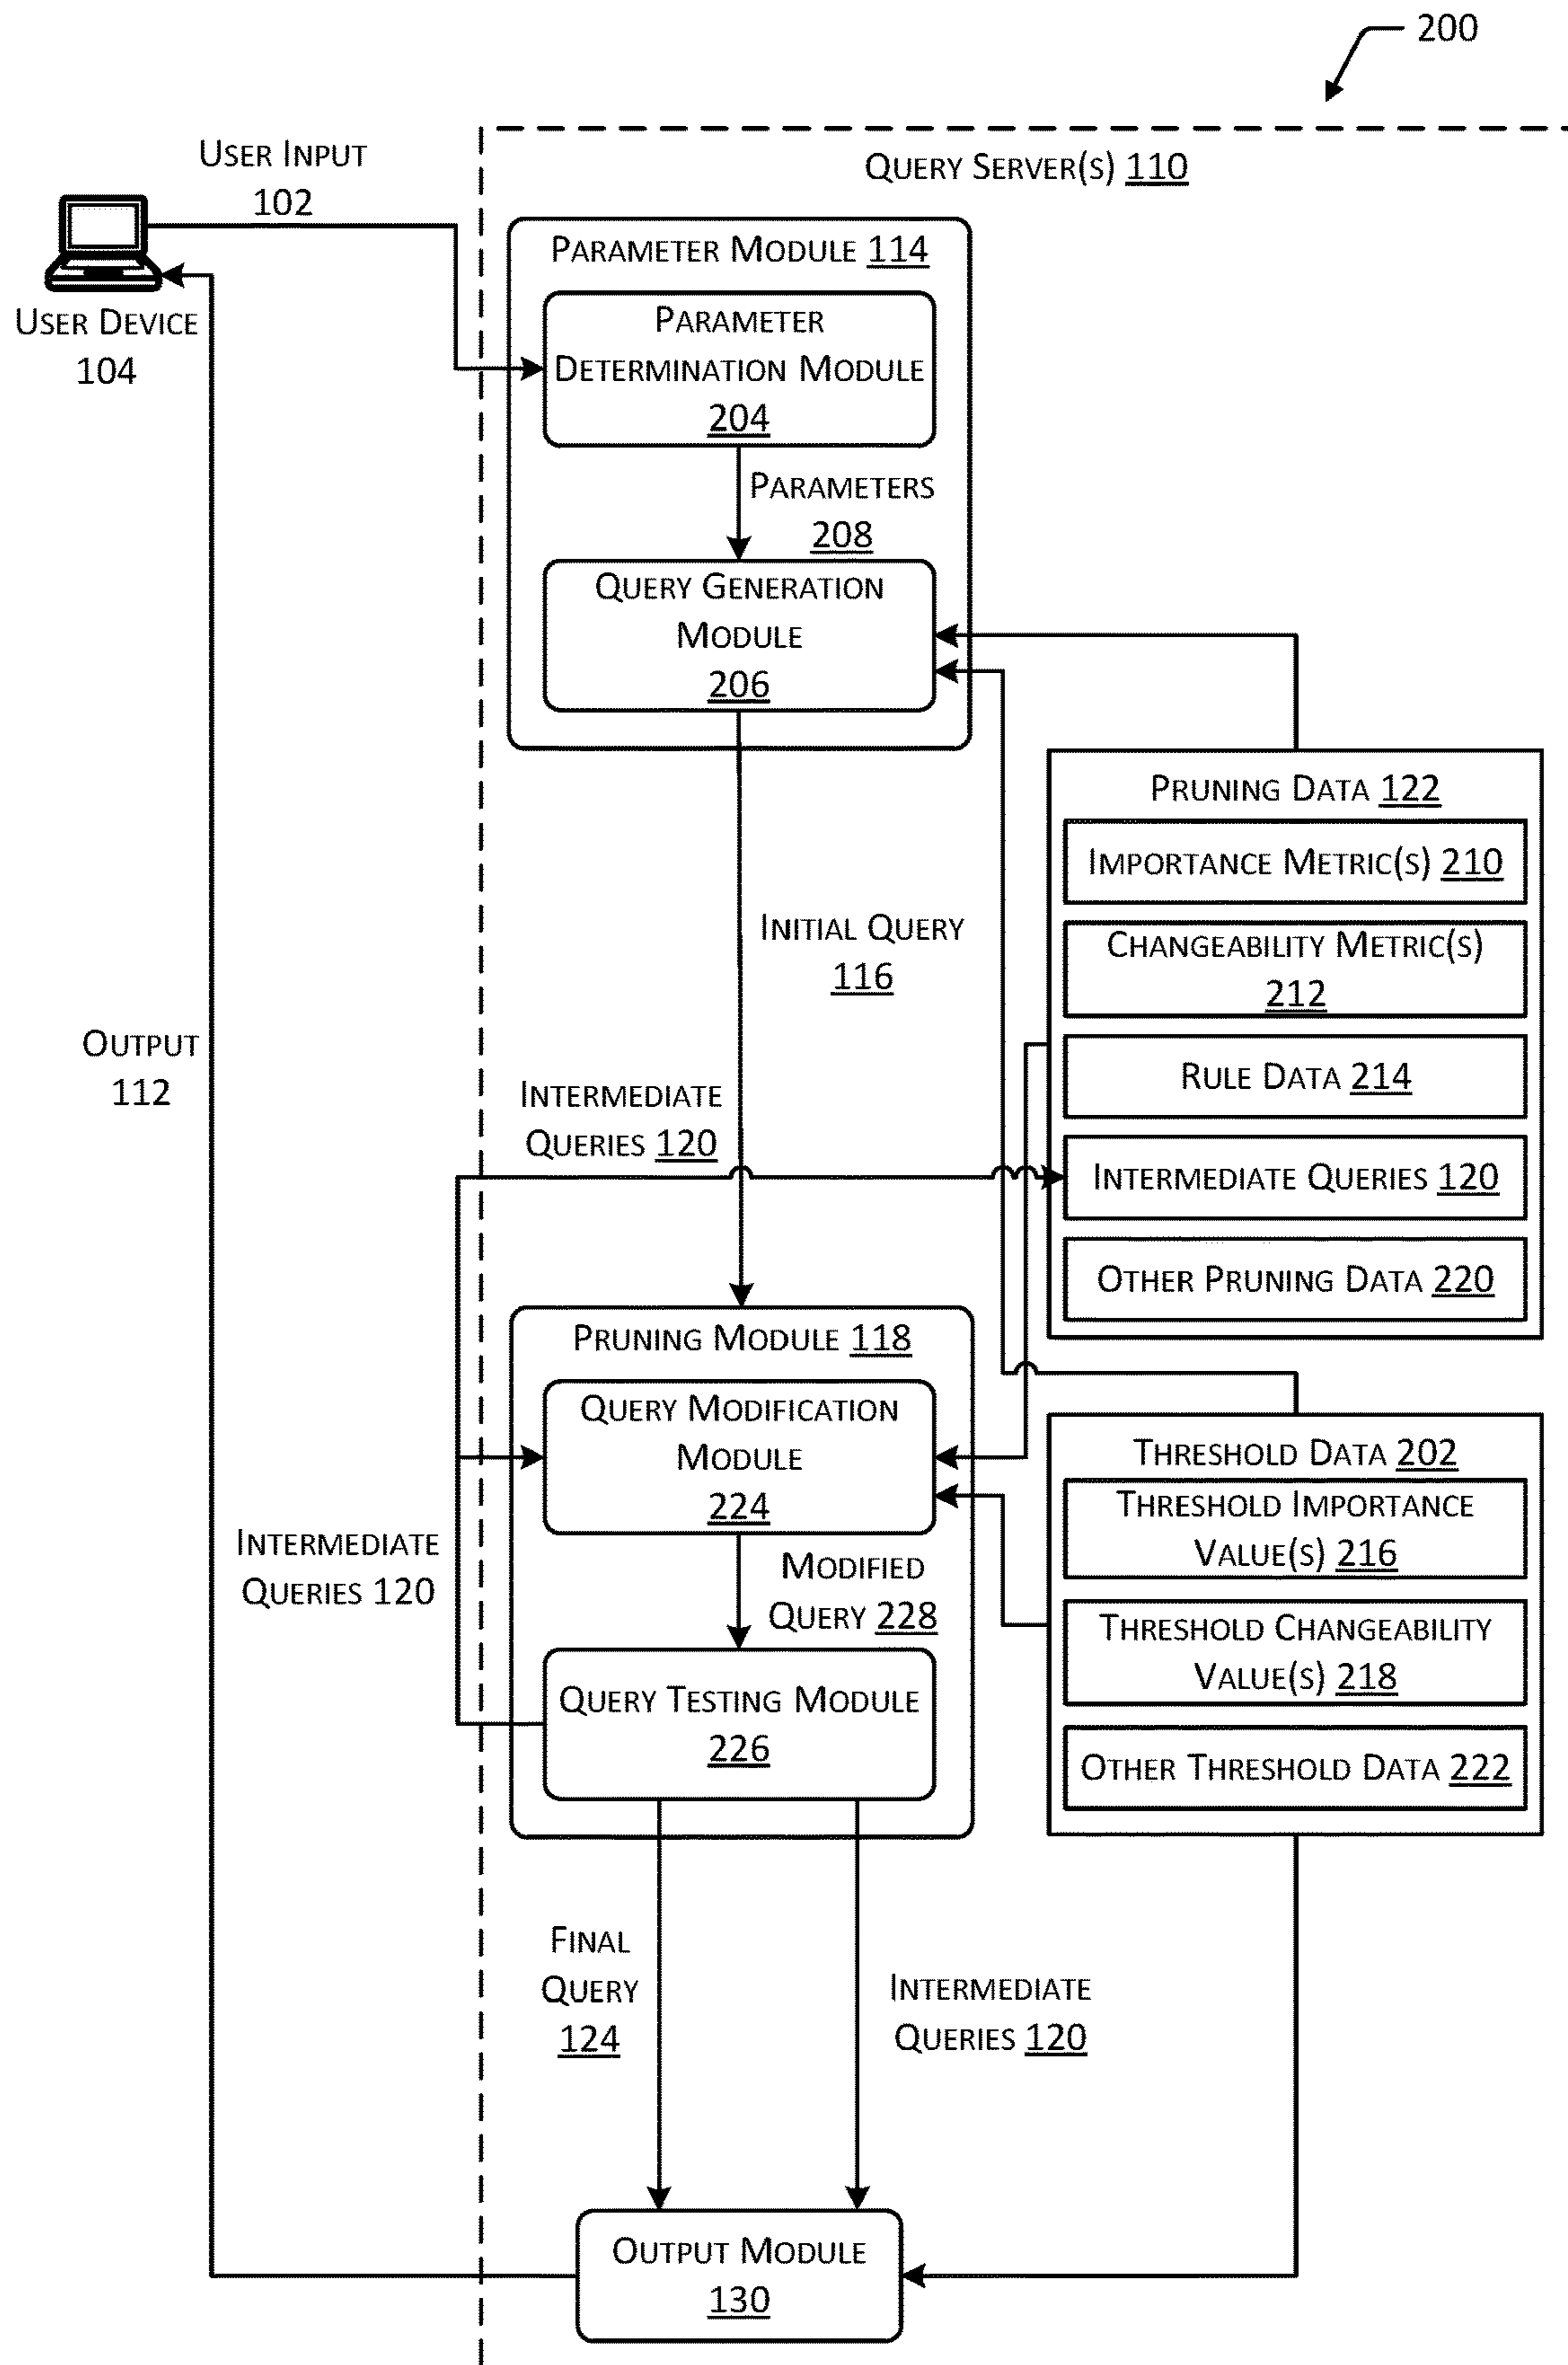 200
User Input
102
Query Server(s) 110
User Device
104
Parameter Module 114
Parameter
Determination Module
204
Parameters
208
Query Generation
Module
206
Pruning Data 122
Importance Metric(s) 210
Changeability Metric(s)
212
Rule Data 214
Intermediate Queries 120
Other Pruning Data 220
Initial Query
116
Output
112
Intermediate
Queries 120
Pruning Module 118
Query Modification
Module
224
Modified
Query 228
Query Testing Module
226
Intermediate
Queries 120
Threshold Data 202
Threshold Importance
Value(s) 216
Threshold Changeability
Value(s) 218
Other Threshold Data 222
Final
Query
124
Intermediate
Queries 120
Output Module
130